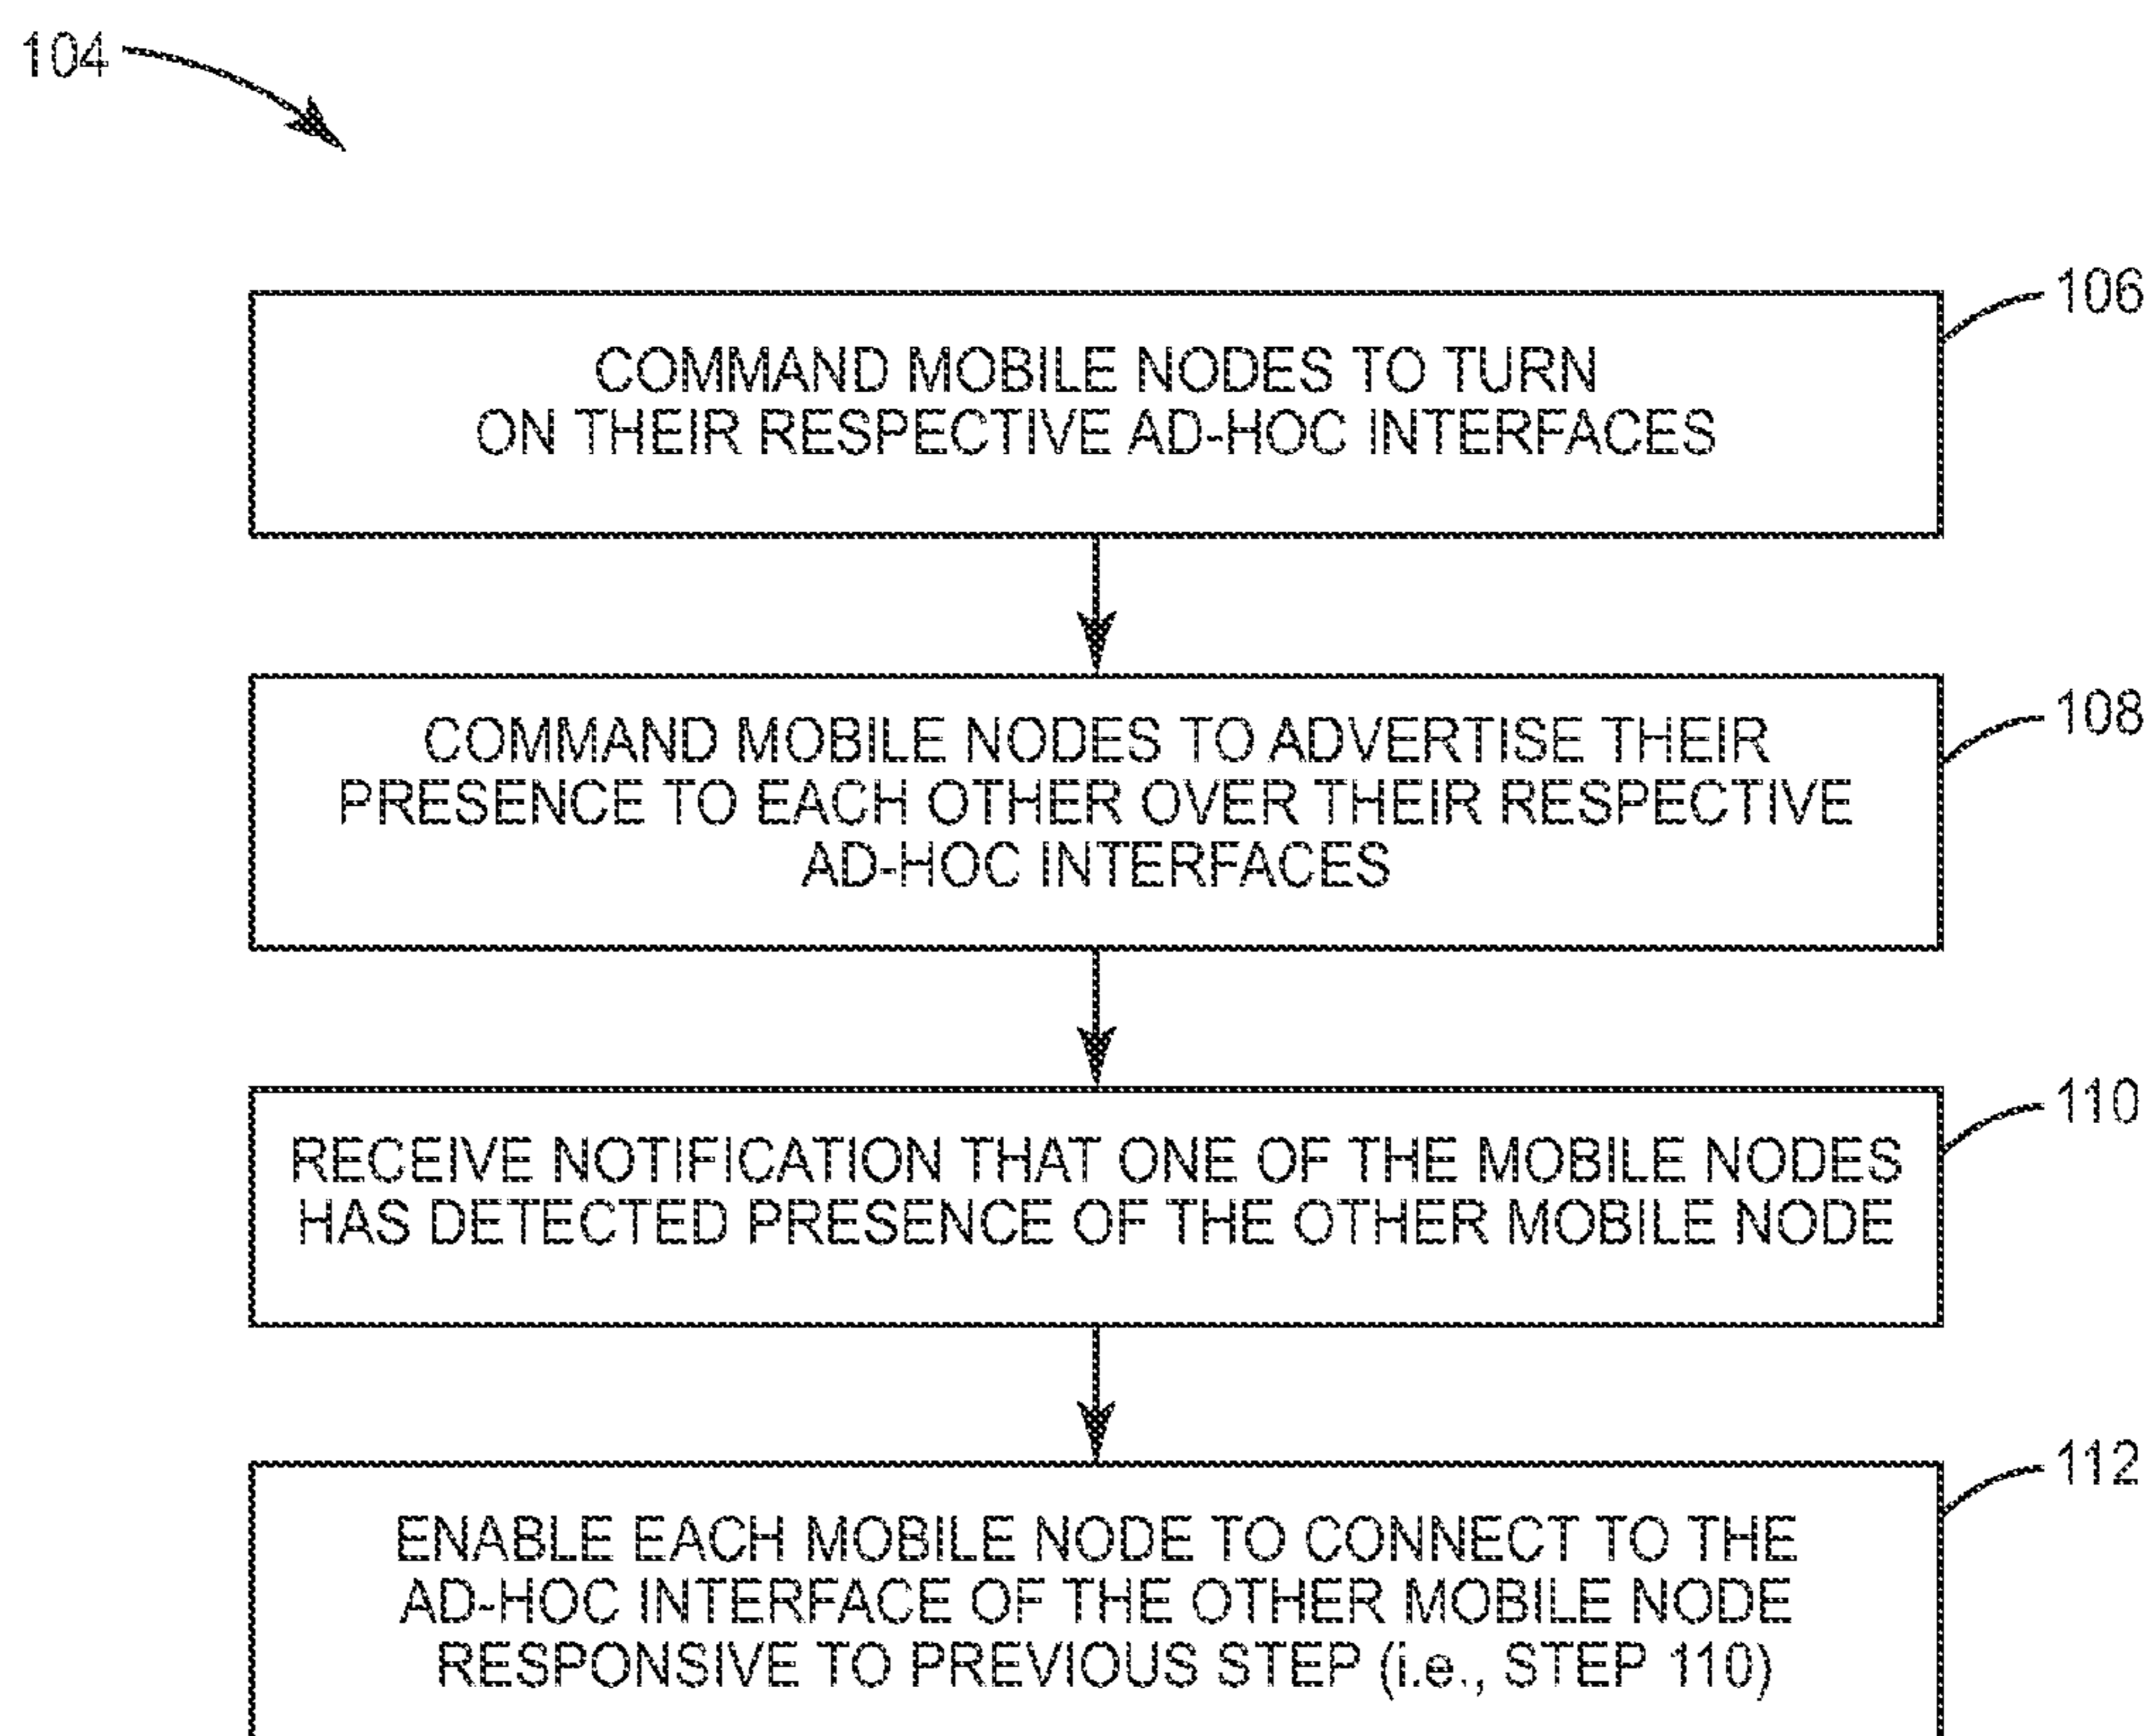 104
106
COMMAND MOBILE NODES TO TURN
ON THEIR RESPECTIVE AD-HOC INTERFACES
108
COMMAND MOBILE NODES TO ADVERTISE THEIR
PRESENCE TO EACH OTHER OVER THEIR RESPECTIVE
AD-HOC INTERFACES
110
RECEIVE NOTIFICATION THAT ONE OF THE MOBILE NODES
HAS DETECTED PRESENCE OF THE OTHER MOBILE NODE
112
ENABLE EACH MOBILE NODE TO CONNECT TO THE
AD-HOC INTERFACE OF THE OTHER MOBILE NODE
RESPONSIVE TO PREVIOUS STEP (i.e., STEP 110)